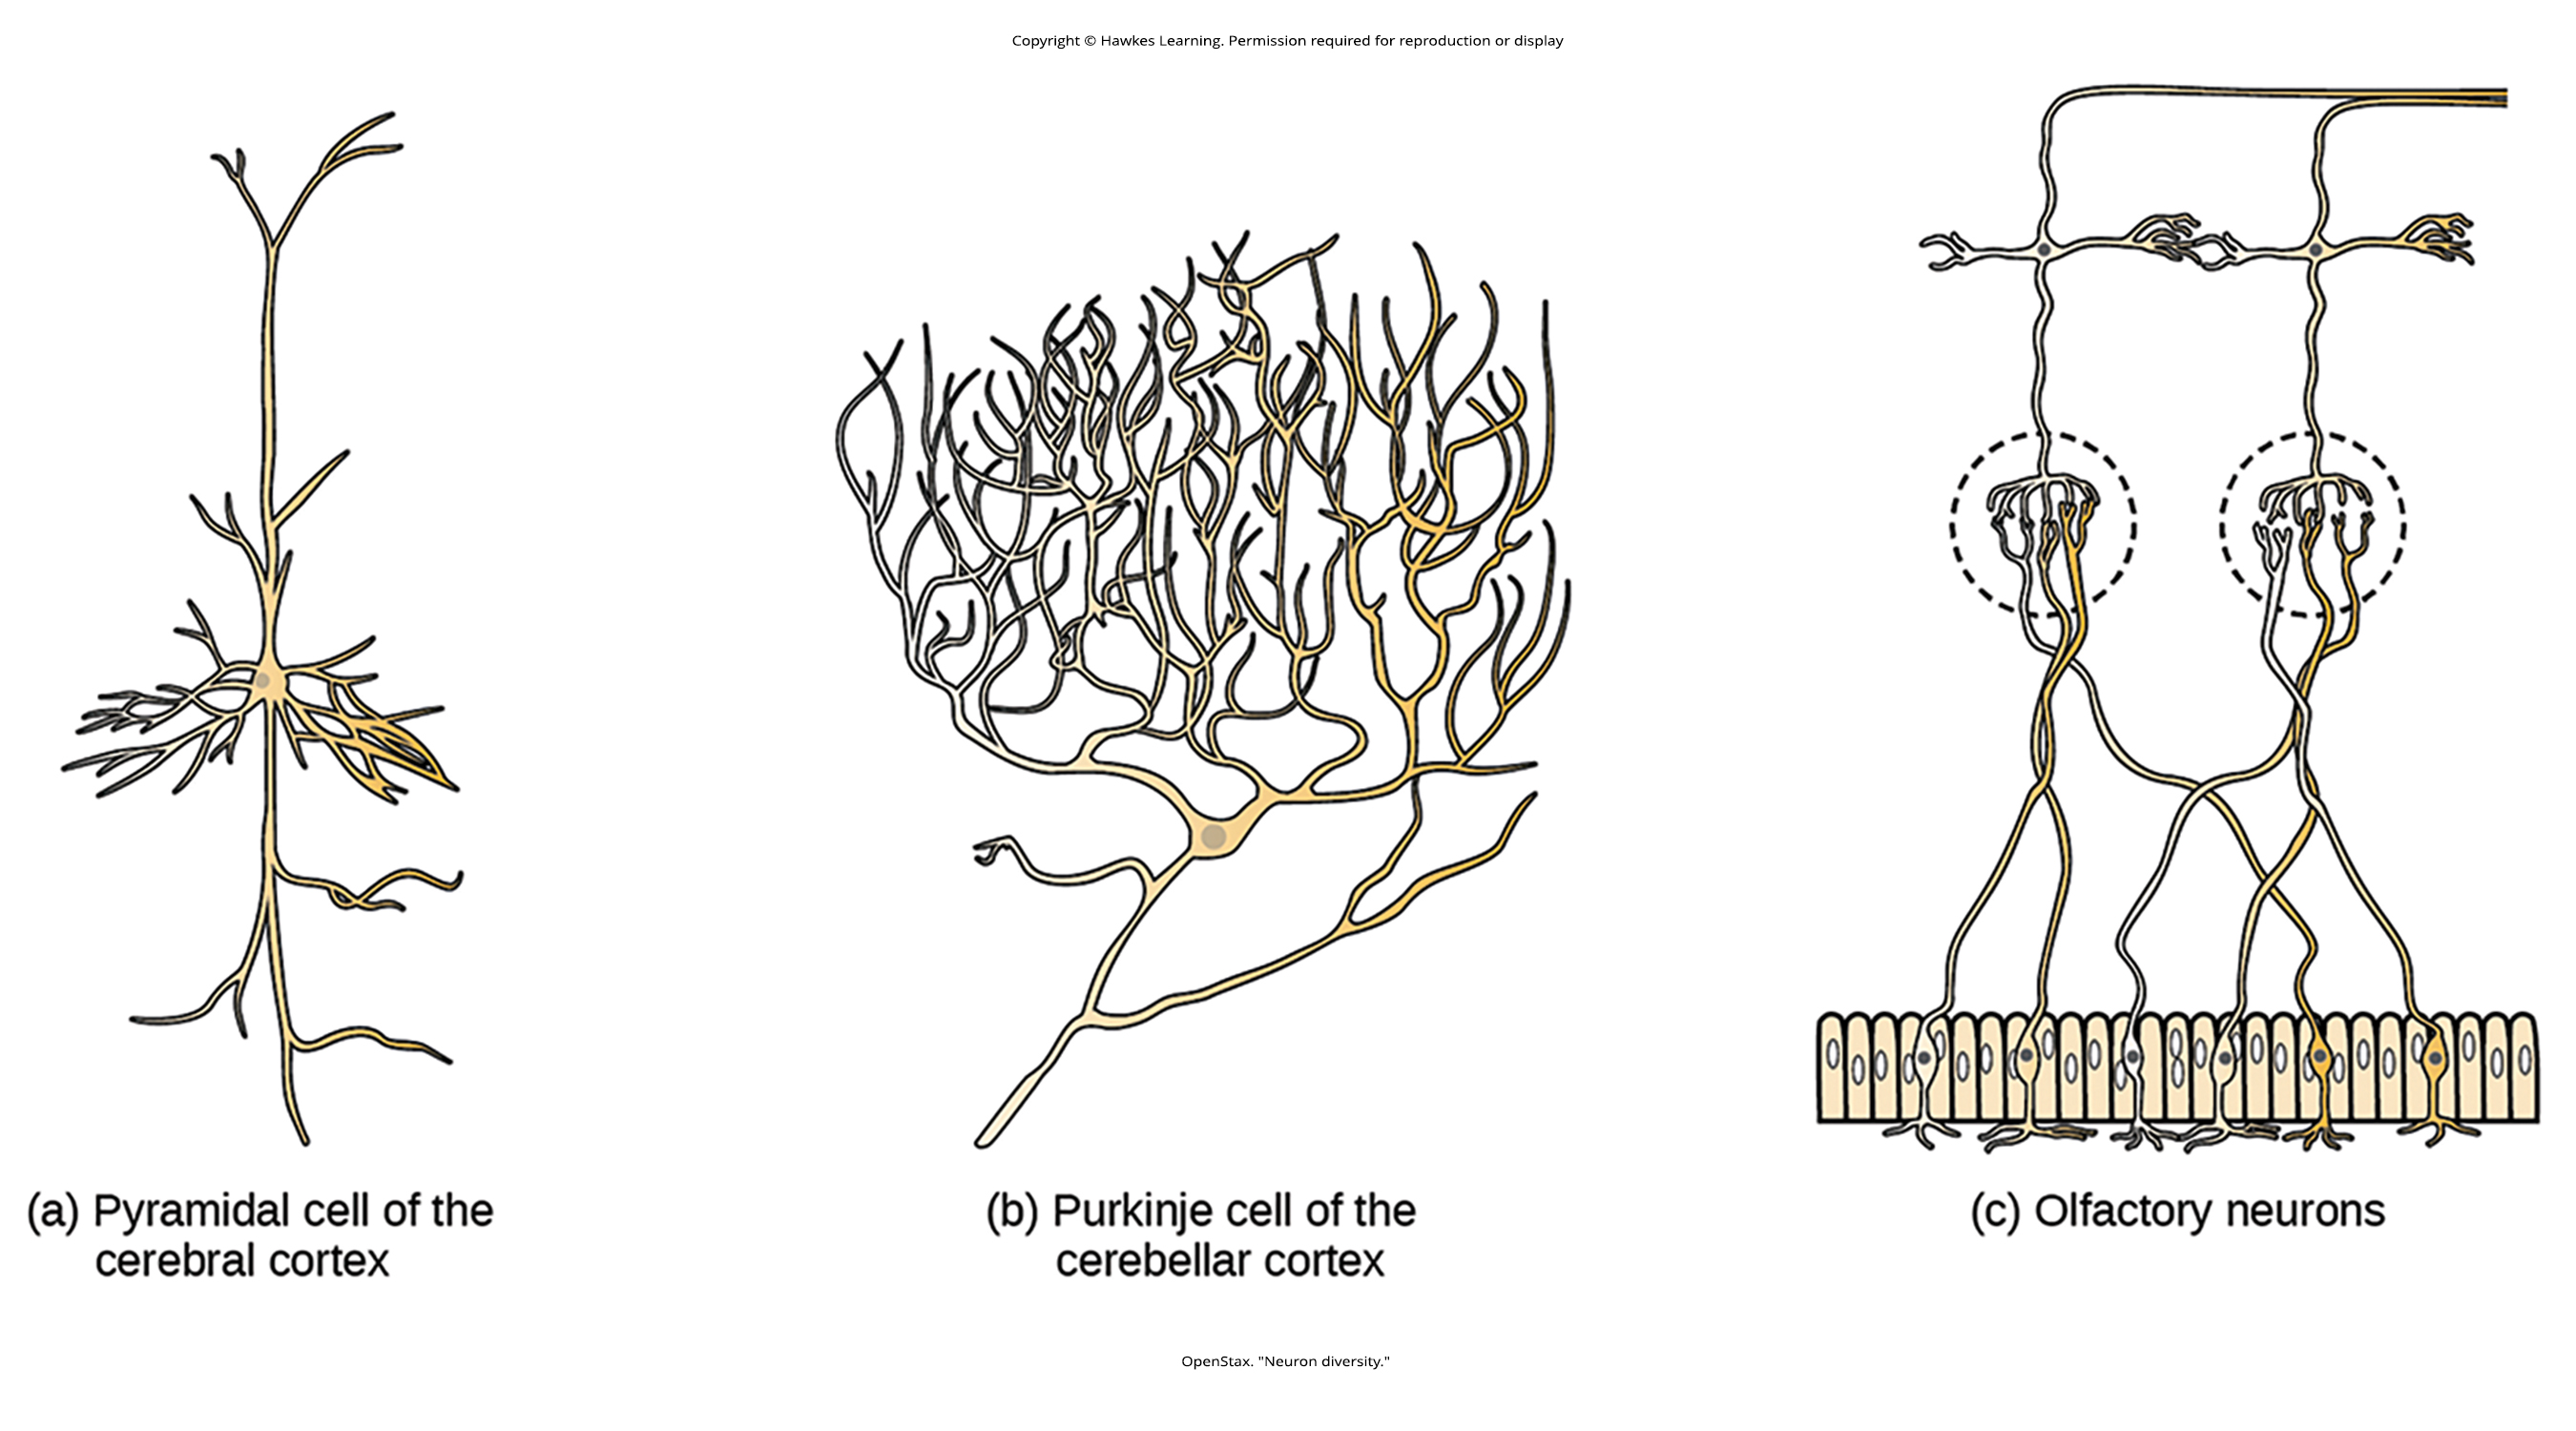 Copyright © Hawkes Learning. Permission required for reproduction or display
(a) Pyramidal cell of the
cerebral cortex
(b) Purkinje cell of the
cerebellar cortex
(c) Olfactory neurons
OpenStax. "Neuron diversity."